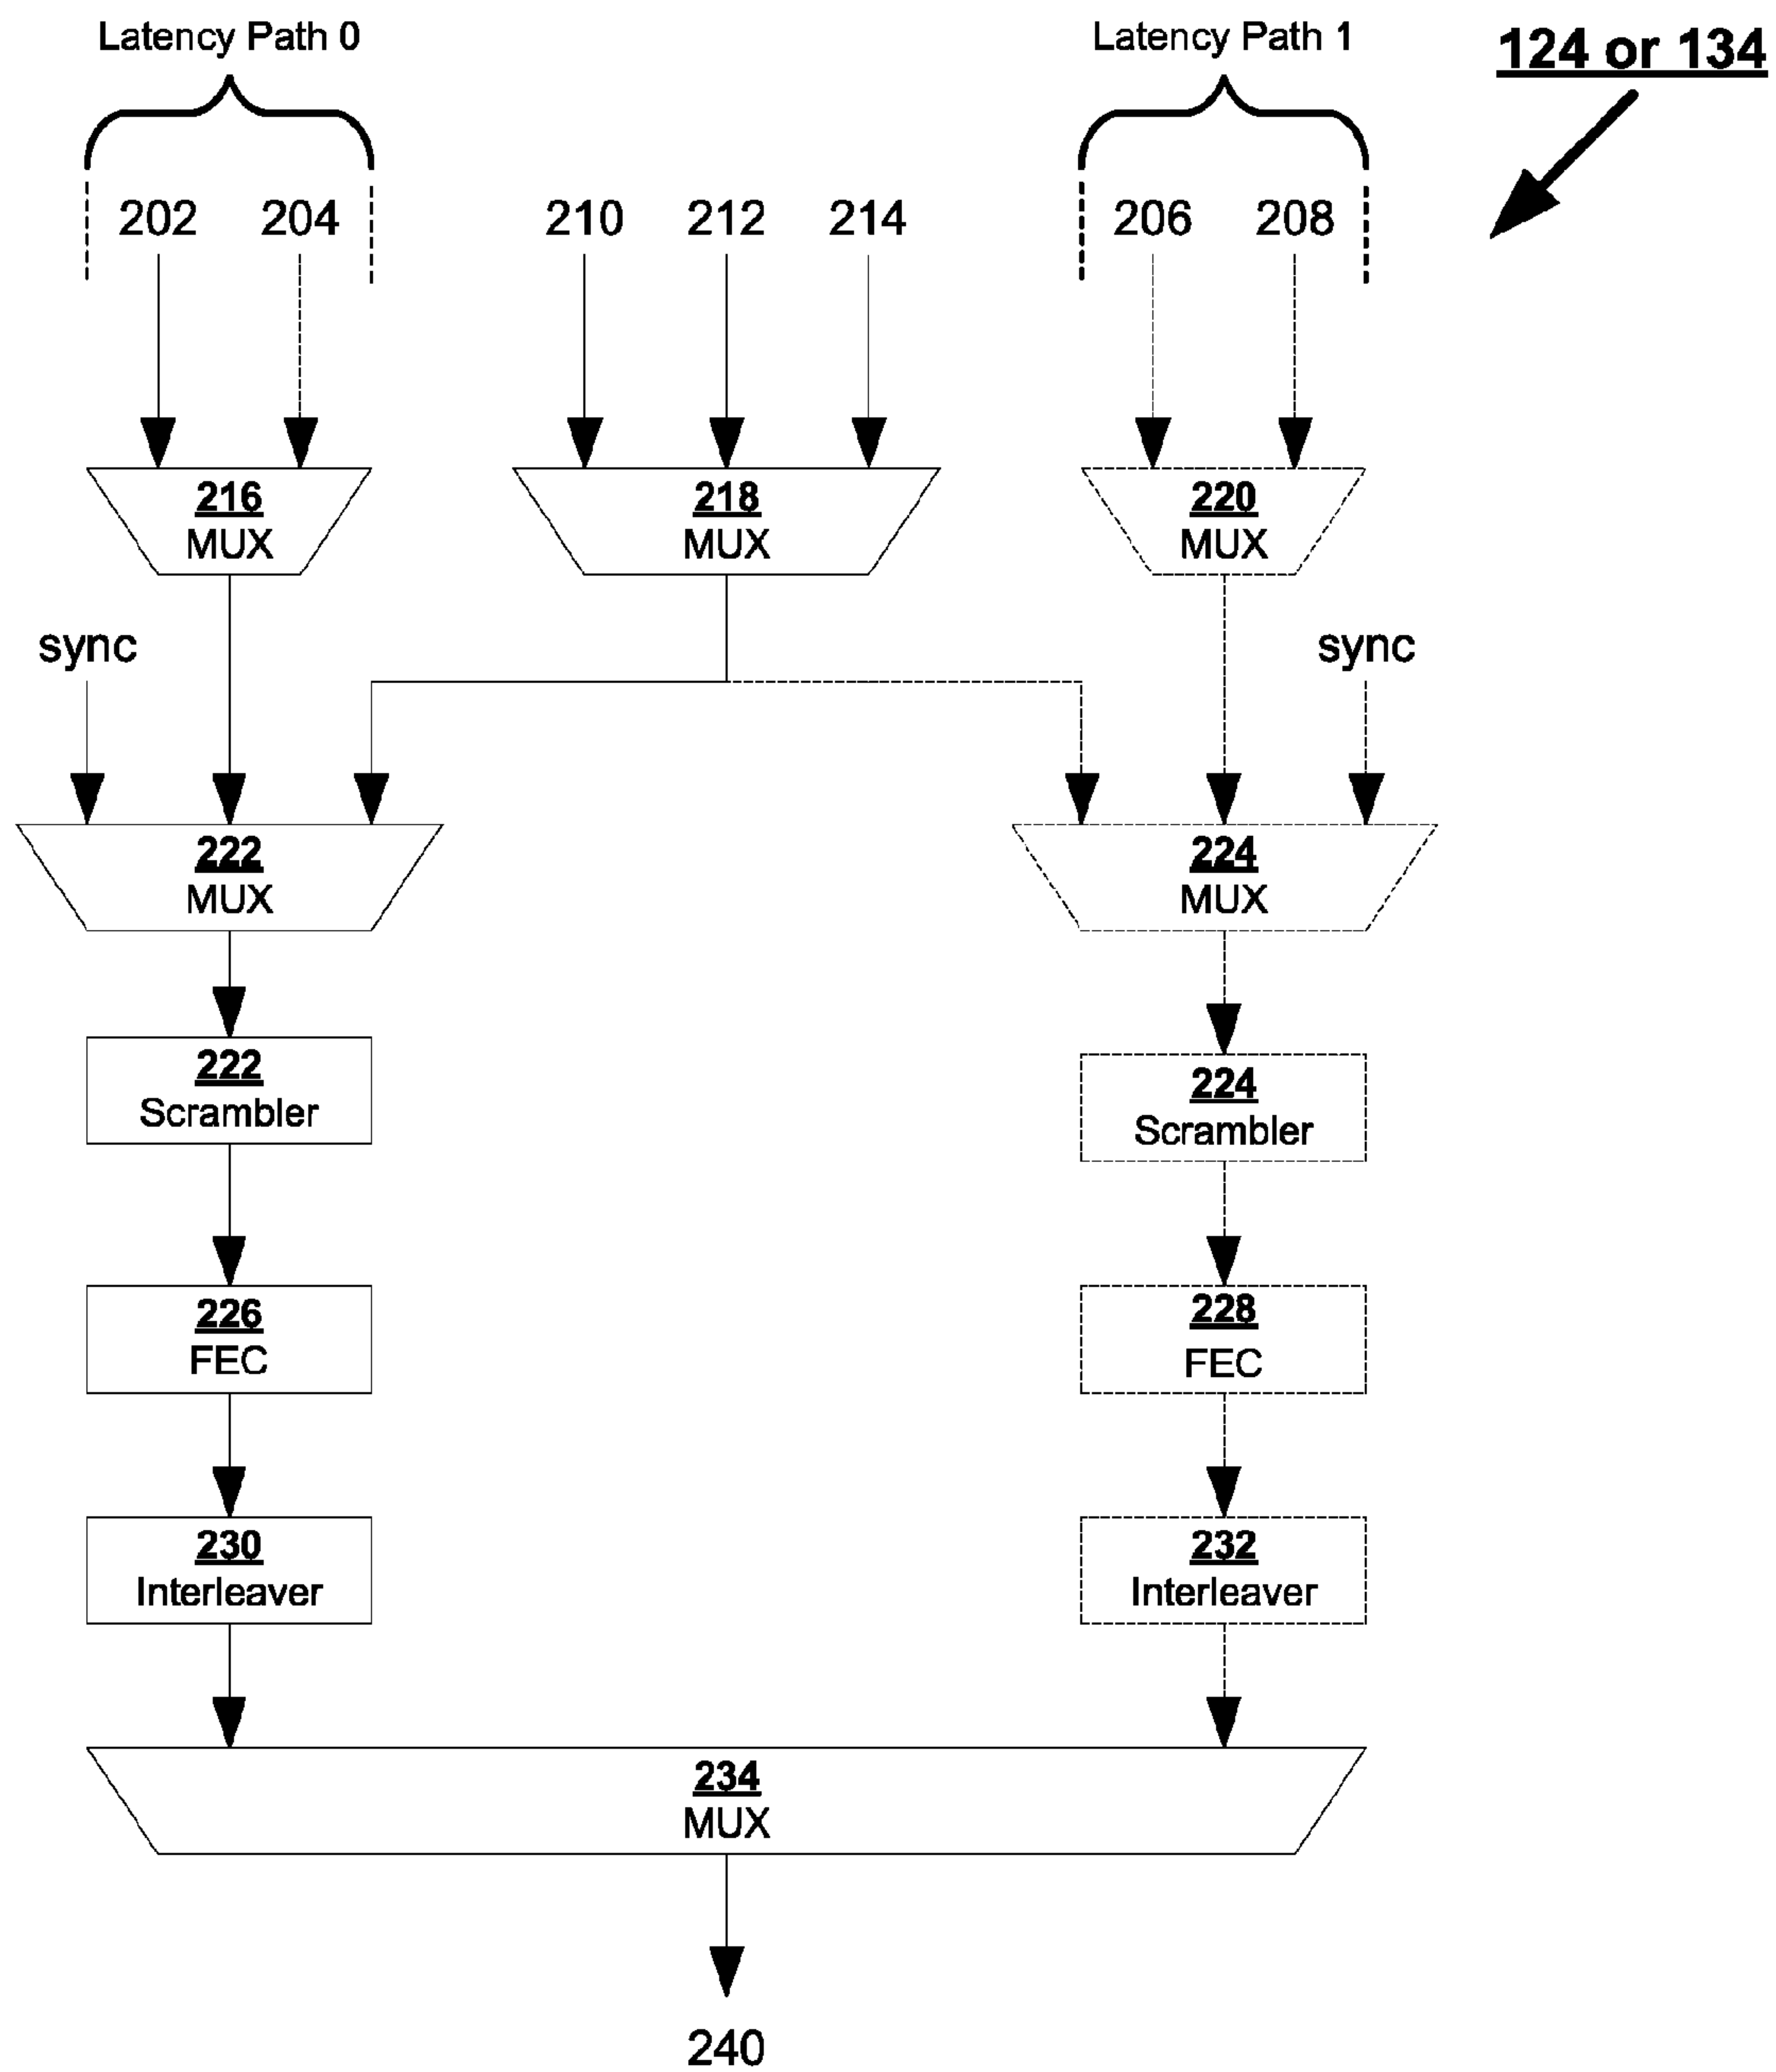 Latency Path 0
Latency Path 1
124 or 134
202 204 210 212 214 206 208
216
MUX
218
MUX
220
MUX
sync
sync
222
MUX
224
MUX
222
Scrambler
224
Scrambler
226
FEC
228
FEC
230
Interleaver
232
Interleaver
234
MUX
240